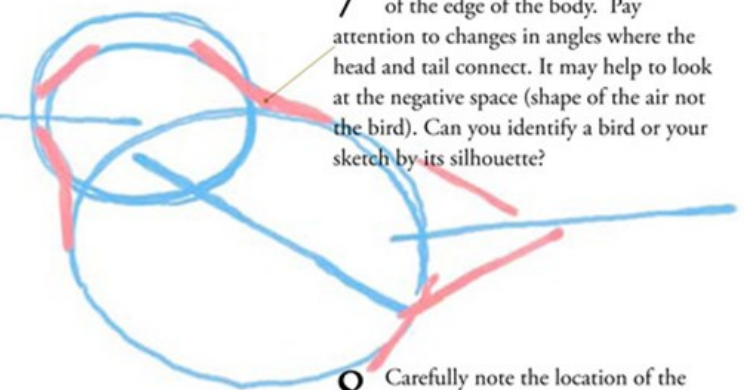 7 of the edge of the body. Pay
attention to changes in angles where the
head and tail connect. It may help to look
at the negative space (shape of the air not
the bird). Can you identify a bird or your
sketch by its silhouette?
8 Carefully note the location of the